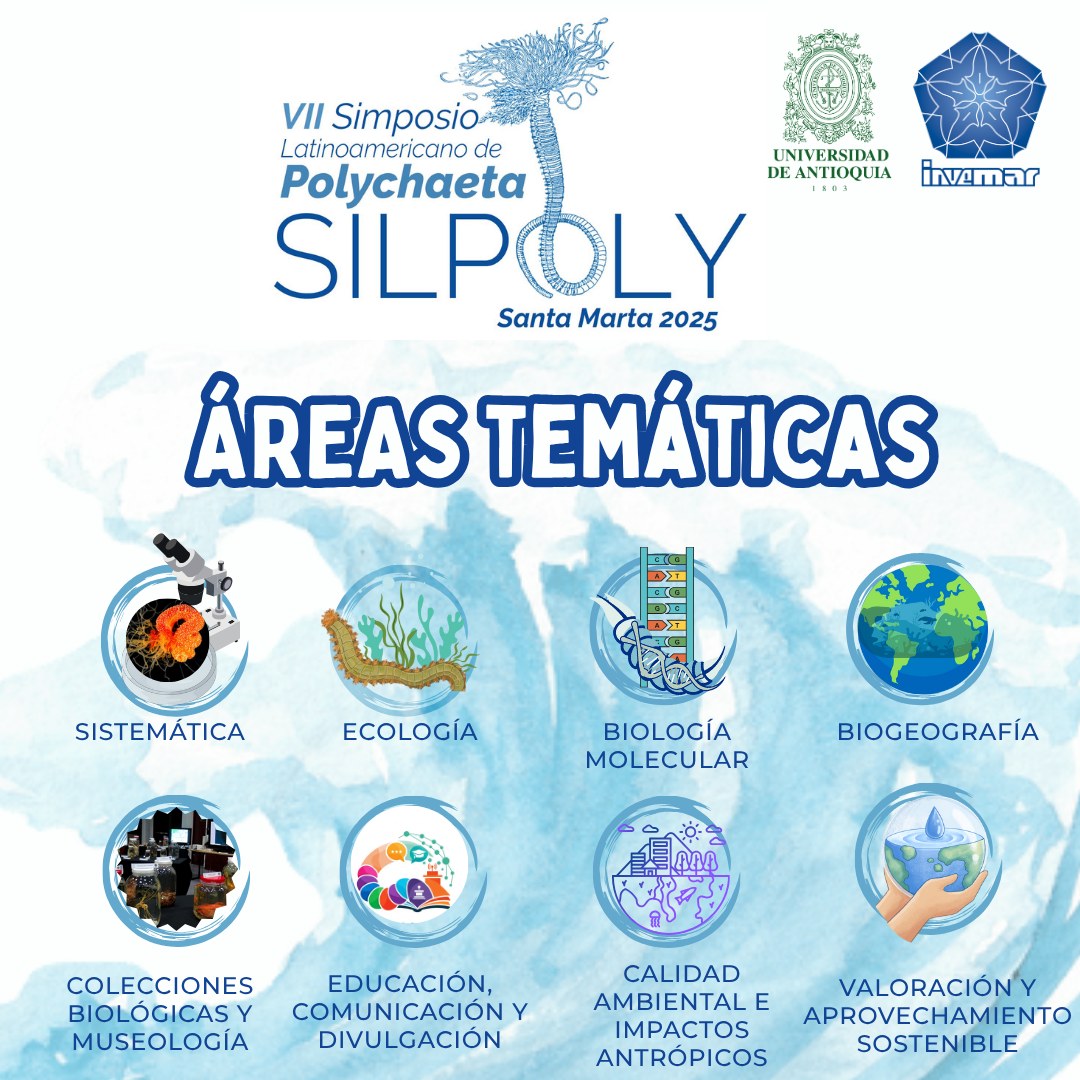 VII Simposio
Latinoamericano de
Polychaeta
SILPOLY
Santa Marta 2025
UNIVERSIDAD
DE ANTIOQUIA
1803
invemar
ÁREAS TEMÁTICAS
SISTEMÁTICA
ECOLOGÍA
BIOLOGÍA
MOLECULAR
BIOGEOGRAFÍA
COLECCIONES
BIOLÓGICAS Y
MUSEOLOGÍA
EDUCACIÓN,
COMUNICACIÓN Y
DIVULGACIÓN
CALIDAD
AMBIENTAL E
IMPACTOS
ANTRÓPICOS
VALORACIÓN Y
APROVECHAMIENTO
SOSTENIBLE